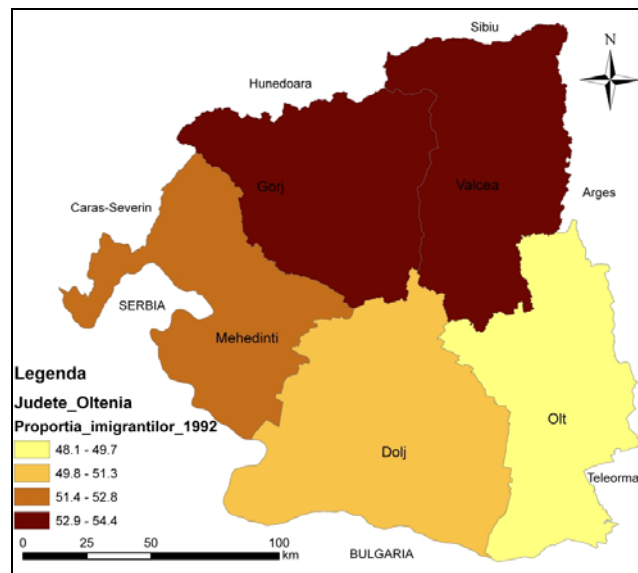 Sibiu
N
Hunedoara
Gorj
Valcea
Arges
Caras-Severin
SERBIA
Mehedinti
Legenda
Judete_Oltenia
Proportia_imigrantilor_1992
48.1 - 49.7
49.8 - 51.3
51.4 - 52.8
52.9 - 54.4
Olt
Dolj
Teleorma
0 25 50 100
km
BULGARIA